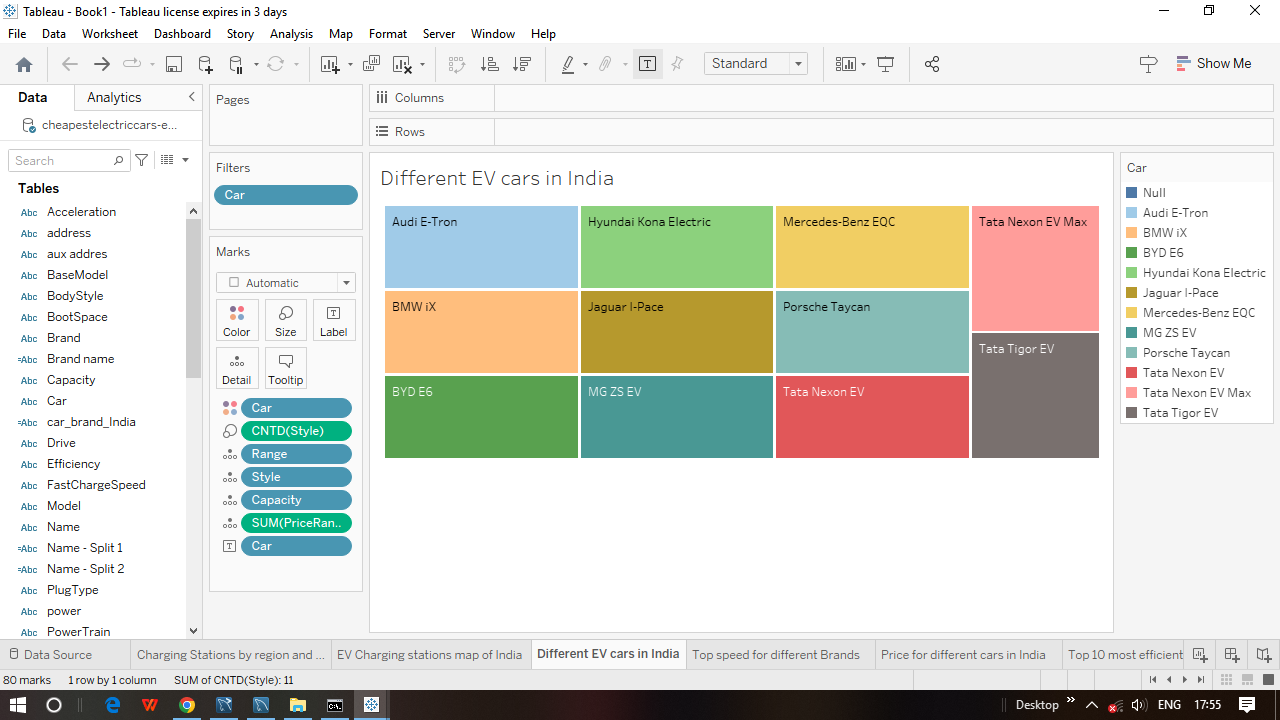 Tableau - Book1 - Tableau license expires in 3 days
File Data Worksheet Dashboard Story Analysis Map Format Server Window Help
Standard
Show Me
Data Analytics
cheapestelectriccars-e...
Search
Tables
Abc Acceleration
Abc address
Abc aux addres
Abc BaseModel
Abc BodyStyle
Abc BootSpace
Abc Brand
=Abc Brand name
Abc Capacity
Abc Car
=Abc car_brand_India
Abc Drive
Abc Efficiency
Abc FastChargeSpeed
Abc Model
Abc Name
=Abc Name - Split 1
=Abc Name - Split 2
Abc PlugType
Abc power
Abc PowerTrain
Pages
Filters
Car
Marks
Automatic
Color Size Label
Detail Tooltip
Car
CNTD(Style)
Range
Style
Capacity
SUM(PriceRan..
Car
Columns
Rows
Different EV cars in India
Audi E-Tron
Hyundai Kona Electric
Mercedes-Benz EQC
Tata Nexon EV Max
BMW iX
Jaguar I-Pace
Porsche Taycan
Tata Tigor EV
BYD E6
MG ZS EV
Tata Nexon EV
Car
Null
Audi E-Tron
BMW iX
BYD E6
Hyundai Kona Electric
Jaguar I-Pace
Mercedes-Benz EQC
MG ZS EV
Porsche Taycan
Tata Nexon EV
Tata Nexon EV Max
Tata Tigor EV
Data Source
Charging Stations by region and ...
EV Charging stations map of India
Different EV cars in India
Top speed for different Brands
Price for different cars in India
Top 10 most efficient
80 marks 1 row by 1 column SUM of CNTD(Style): 11
Desktop
ENG 17:55